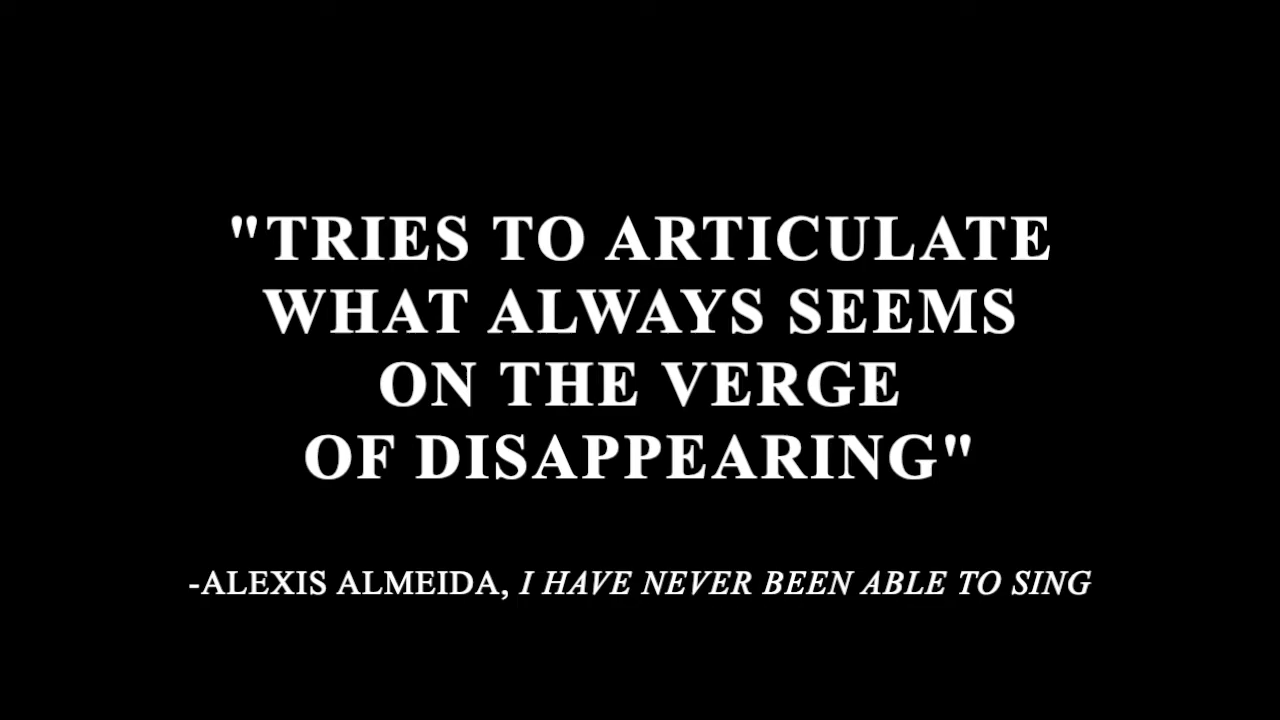 "TRIES TO ARTICULATE
WHAT ALWAYS SEEMS
ON THE VERGE
OF DISAPPEARING"
-ALEXIS ALMEIDA, I HAVE NEVER BEEN ABLE TO SING